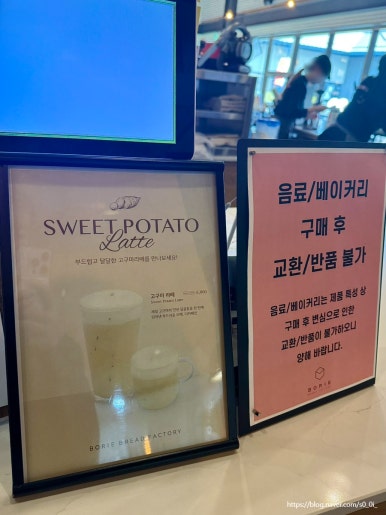 SWEET POTATO
Latte
부드럽고 달달한 고구마라떼를 만나보세요!
고구마 라떼
Sweet Potato Latte
BORIE BREAD FACTORY
음료/베이커리
구매 후
교환/반품 불가
음료/베이커리는 제품 특성 상
구매 후 변심으로 인한
교환/반품이 불가하오니
양해 바랍니다.
BORIE
https://blog.naver.com/s0_0i_